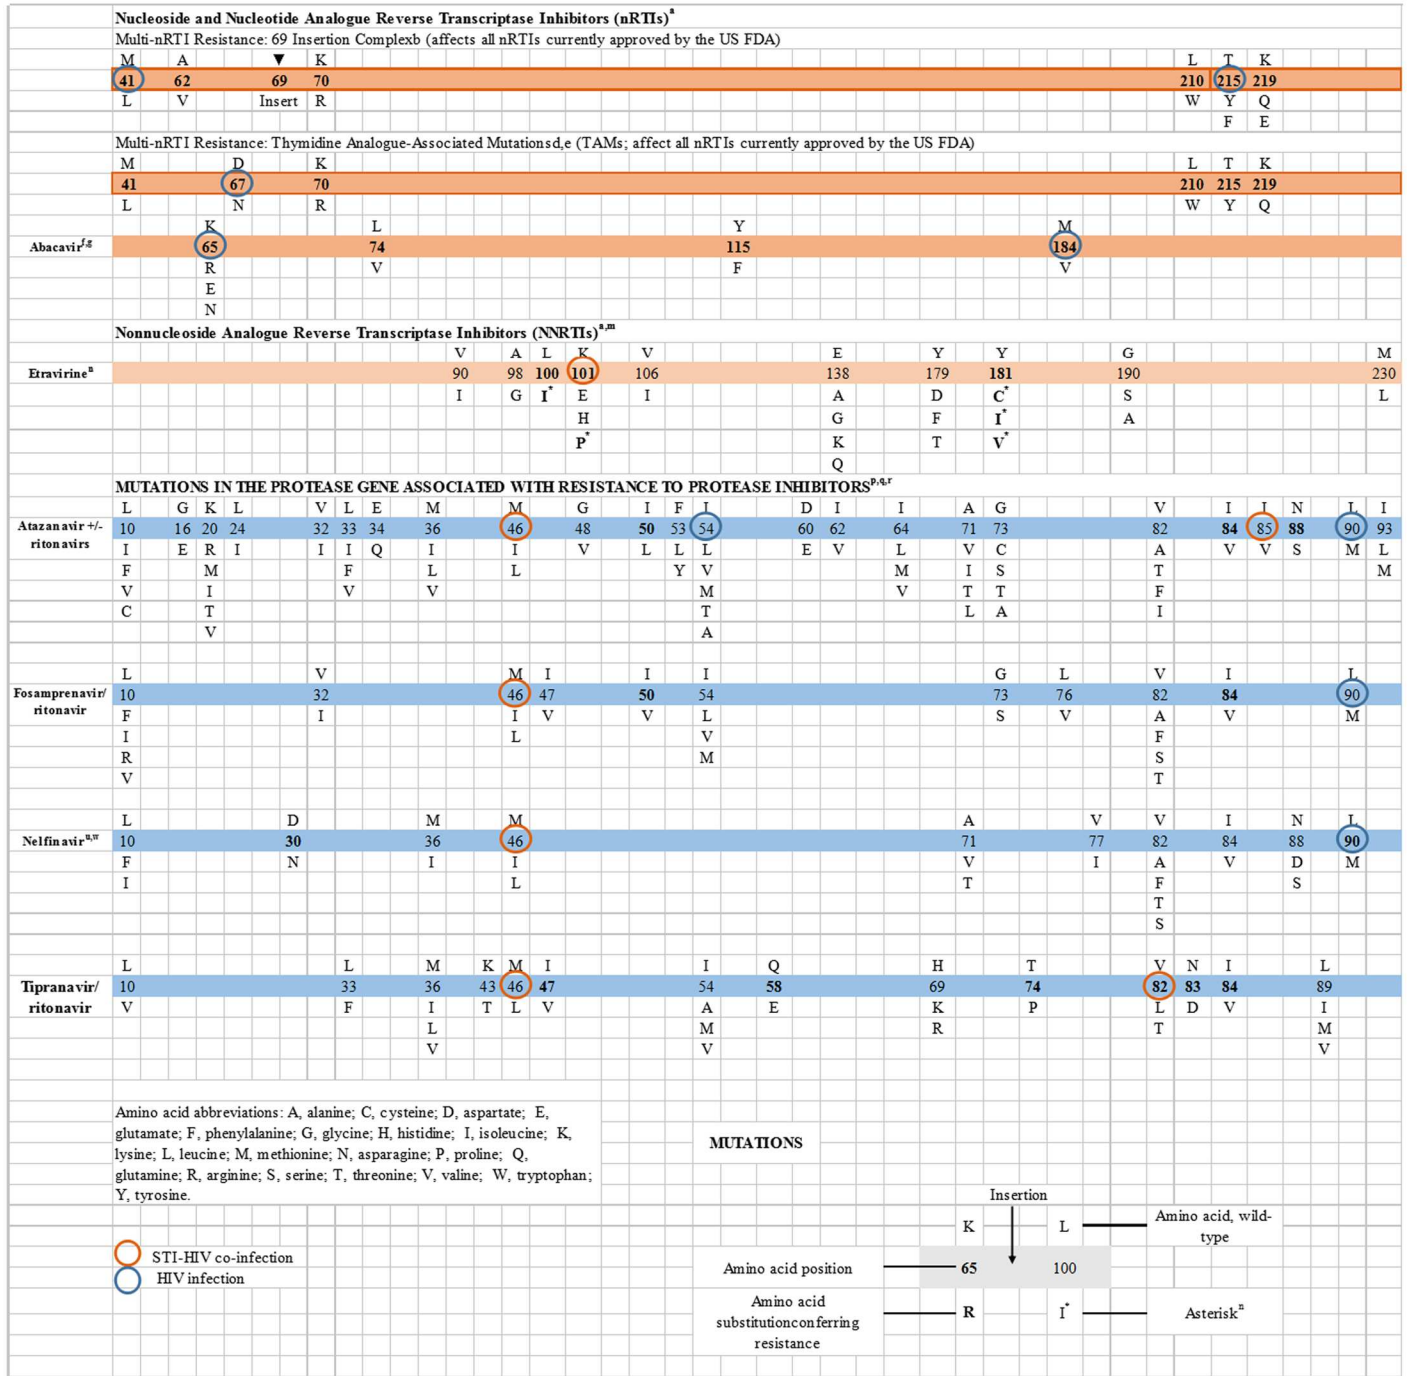 Nucleoside and Nucleotide Analogue Reverse Transcriptase Inhibitors (nRTIs)a
Multi-nRTI Resistance: 69 Insertion Complexb (affects all nRTIs currently approved by the US FDA)
M A ▼ K L T K
41 62 69 70 210 215 219
L V Insert R W Y Q
F E
Multi-nRTI Resistance: Thymidine Analogue-Associated Mutationsd,e (TAMs; affect all nRTIs currently approved by the US FDA)
M D K L T K
41 67 70 210 215 219
L N R W Y Q
K L Y M
Abacavirf,g 65 74 115 184
R V F V
E
N
Nonnucleoside Analogue Reverse Transcriptase Inhibitors (NNRTIs)a,m
V A L K V E Y Y G M
Etravirinen 90 98 100 101 106 138 179 181 190 230
I G I* E I A D C* S L
H G F I* A
P* K T V*
Q
MUTATIONS IN THE PROTEASE GENE ASSOCIATED WITH RESISTANCE TO PROTEASE INHIBITORSp,q,r
L G K L V L E M M G I F I D I I A G V I I N L I
Atazanavir +/- ritonavirs 10 16 20 24 32 33 34 36 46 48 50 53 54 60 62 64 71 73 82 84 85 88 90 93
I E R I I I Q I I V L L L E V L V C A V V S M L
F M F L L Y V M I S T M
V I V V M V T T F
C T T L A I
V A
L V M I I I G L V I L
Fosamprenavir/ ritonavir 10 32 46 47 50 54 73 76 82 84 90
F I I V V L S V A V M
I L V F
R M S
V T
L D M M A V V I N L
Nelfinaviru,w 10 30 36 46 71 77 82 84 88 90
F N I I V I A V D M
I L T F S
T
S
L L M K M I I Q H T V N I L
Tipranavir/ ritonavir 10 33 36 43 46 47 54 58 69 74 82 83 84 89
V F I T L V A E K P L D V I
L M R T M
V V V
Amino acid abbreviations: A, alanine; C, cysteine; D, aspartate; E,
glutamate; F, phenylalanine; G, glycine; H, histidine; I, isoleucine; K,
lysine; L, leucine; M, methionine; N, asparagine; P, proline; Q,
glutamine; R, arginine; S, serine; T, threonine; V, valine; W, tryptophan;
Y, tyrosine.
MUTATIONS
Insertion
K L Amino acid, wild-
type
STI-HIV co-infection
HIV infection
Amino acid position 65 100
Amino acid
substitutionconferring
resistance
R I* Asteriskn